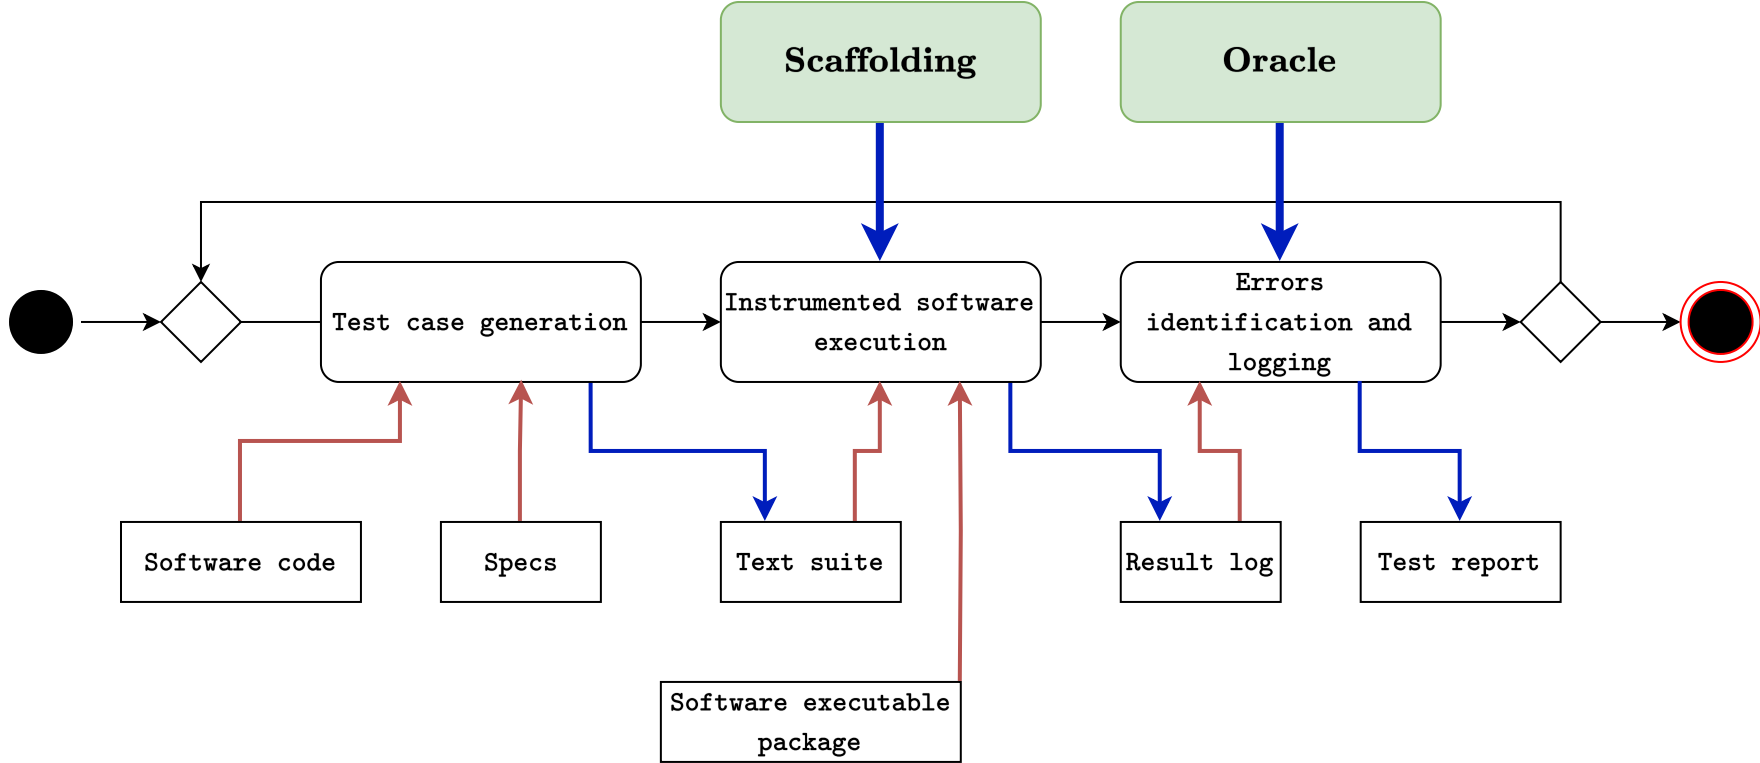 Scaffolding
Oracle
Test case generation
Instrumented software
execution
Errors
identification and
logging
Software code
Specs
Text suite
Result log
Test report
Software executable
package